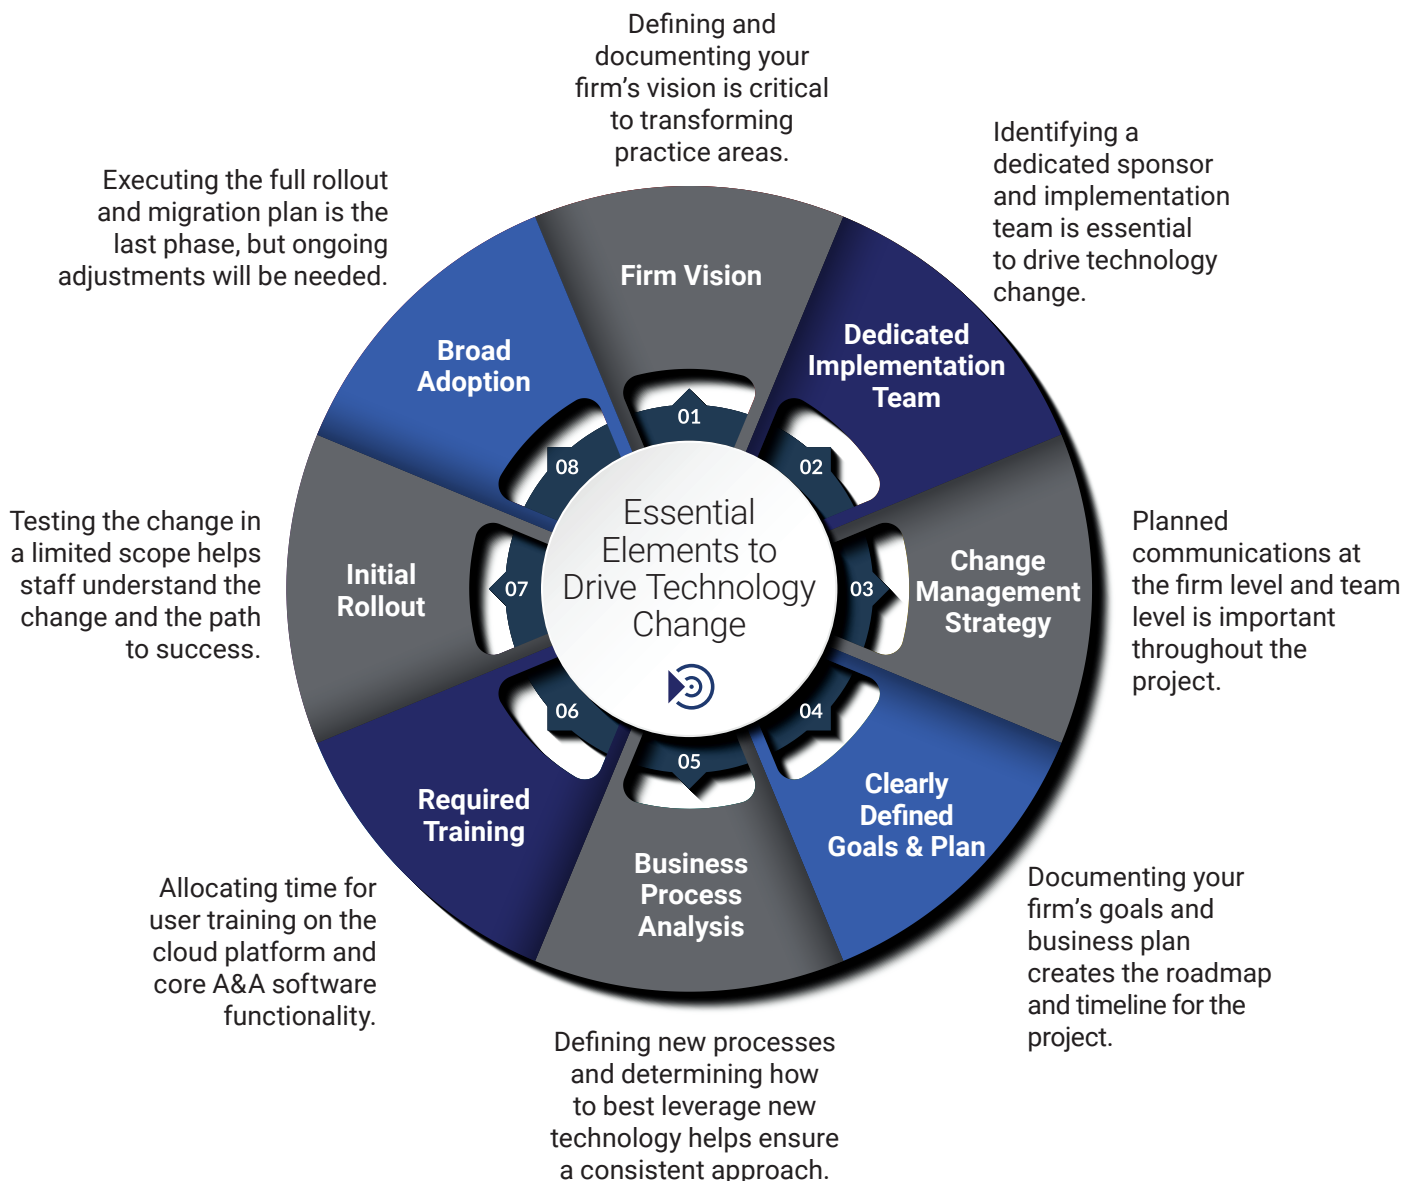 Essential
Elements to
Drive Technology
Change
01
Firm Vision
Defining and
documenting your
firm's vision is critical
to transforming
practice areas.
02
Dedicated
Implementation
Team
Identifying a
dedicated sponsor
and implementation
team is essential
to drive technology
change.
03
Change
Management
Strategy
Planned
communications at
the firm level and team
level is important
throughout the
project.
04
Clearly
Defined
Goals & Plan
Documenting your
firm's goals and
business plan
creates the roadmap
and timeline for the
project.
05
Business
Process
Analysis
Defining new processes
and determining how
to best leverage new
technology helps ensure
a consistent approach.
06
Required
Training
Allocating time for
user training on the
cloud platform and
core A&A software
functionality.
07
Initial
Rollout
Testing the change in
a limited scope helps
staff understand the
change and the path
to success.
08
Broad
Adoption
Executing the full rollout
and migration plan is the
last phase, but ongoing
adjustments will be needed.